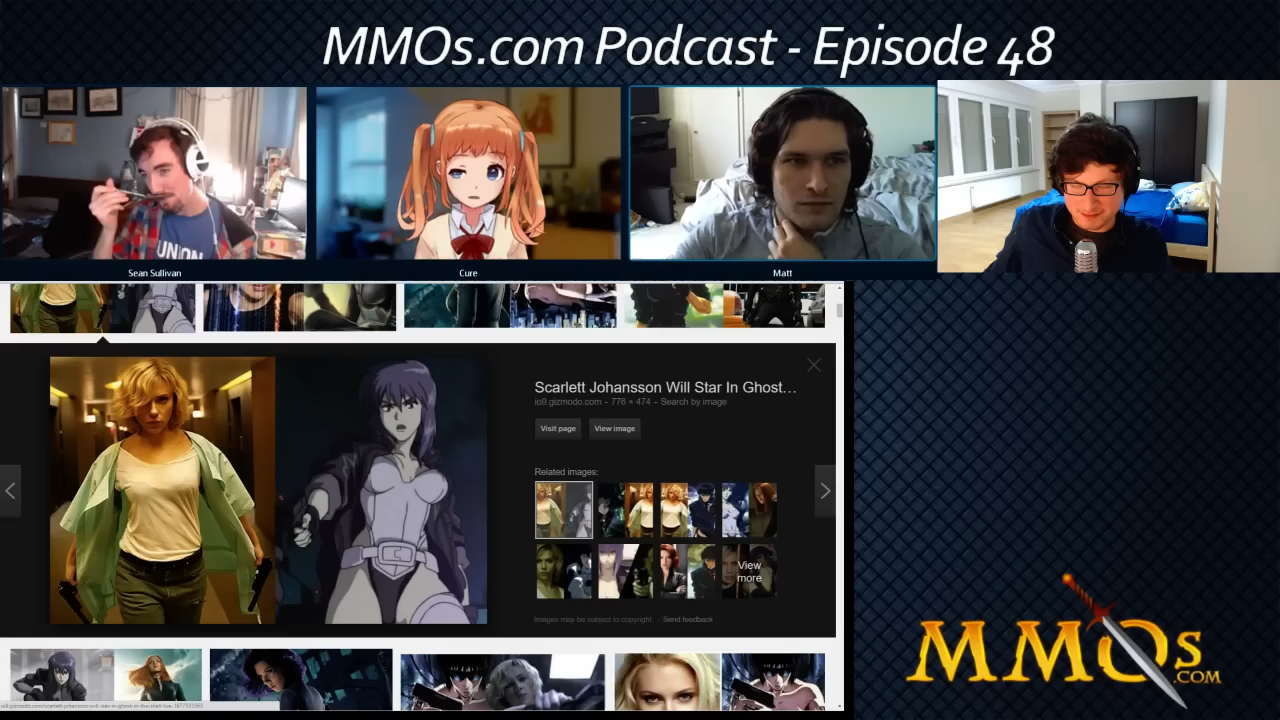 MMOs.com Podcast - Episode 48
UNION
Sean Sullivan
Cure
Matt
Scarlett Johansson Will Star In Ghost…
io9.gizmodo.com - 776 × 474 - Search by image
Visit page
View image
Related images:
View more
Images may be subject to copyright. - Send feedback
MMOs
.COM